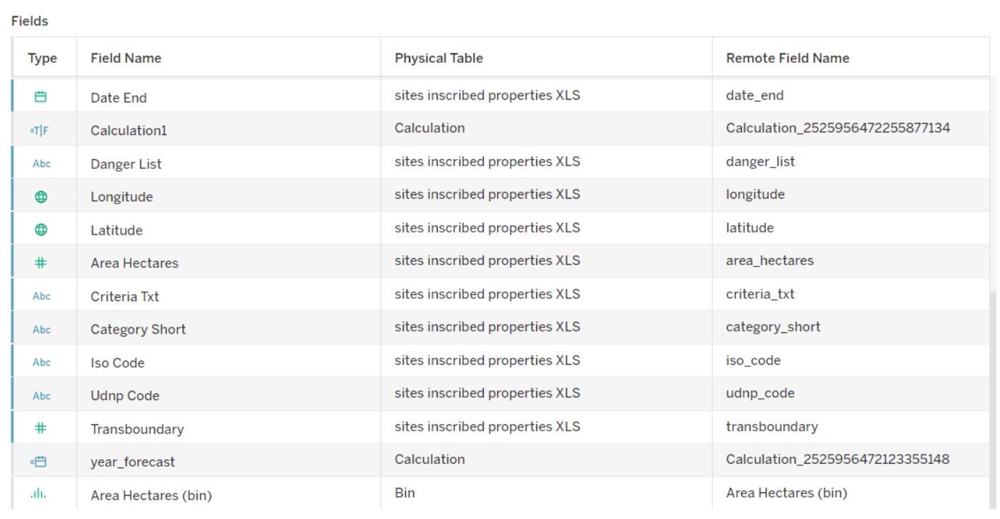 Fields
Type Field Name Physical Table Remote Field Name
Date End sites inscribed properties XLS date_end
=T|F Calculation1 Calculation Calculation_2525956472255877134
Abc Danger List sites inscribed properties XLS danger_list
Longitude sites inscribed properties XLS longitude
Latitude sites inscribed properties XLS latitude
# Area Hectares sites inscribed properties XLS area_hectares
Abc Criteria Txt sites inscribed properties XLS criteria_txt
Abc Category Short sites inscribed properties XLS category_short
Abc Iso Code sites inscribed properties XLS iso_code
Abc Udnp Code sites inscribed properties XLS udnp_code
# Transboundary sites inscribed properties XLS transboundary
= year_forecast Calculation Calculation_2525956472123355148
Area Hectares (bin) Bin Area Hectares (bin)